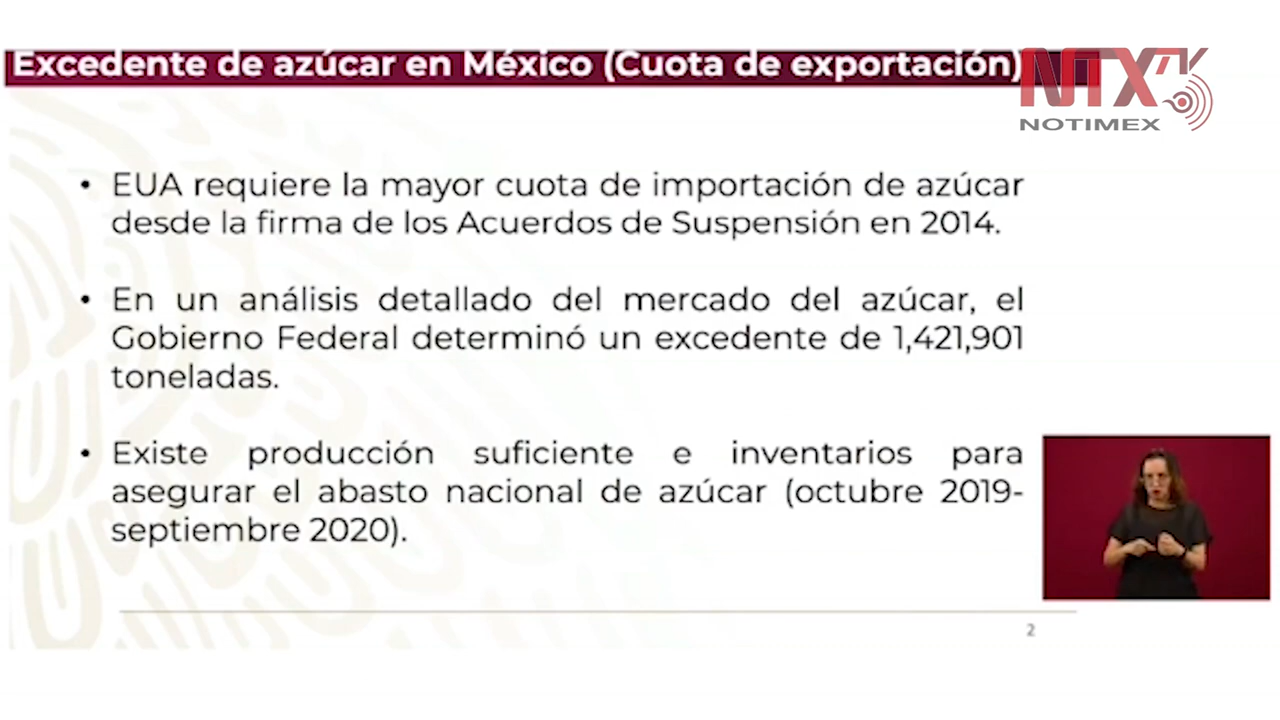 Excedente de azúcar en México (Cuota de exportación)
NTX TV
NOTIMEX
• EUA requiere la mayor cuota de importación de azúcar
desde la firma de los Acuerdos de Suspensión en 2014.
• En un análisis detallado del mercado del azúcar, el
Gobierno Federal determinó un excedente de 1,421,901
toneladas.
• Existe producción suficiente e inventarios para
asegurar el abasto nacional de azúcar (octubre 2019-
septiembre 2020).
2